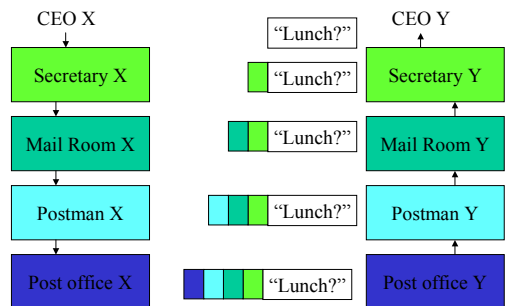 CEO X
“Lunch?”
CEO Y
Secretary X
“Lunch?”
Secretary Y
Mail Room X
“Lunch?”
Mail Room Y
Postman X
“Lunch?”
Postman Y
Post office X
“Lunch?”
Post office Y